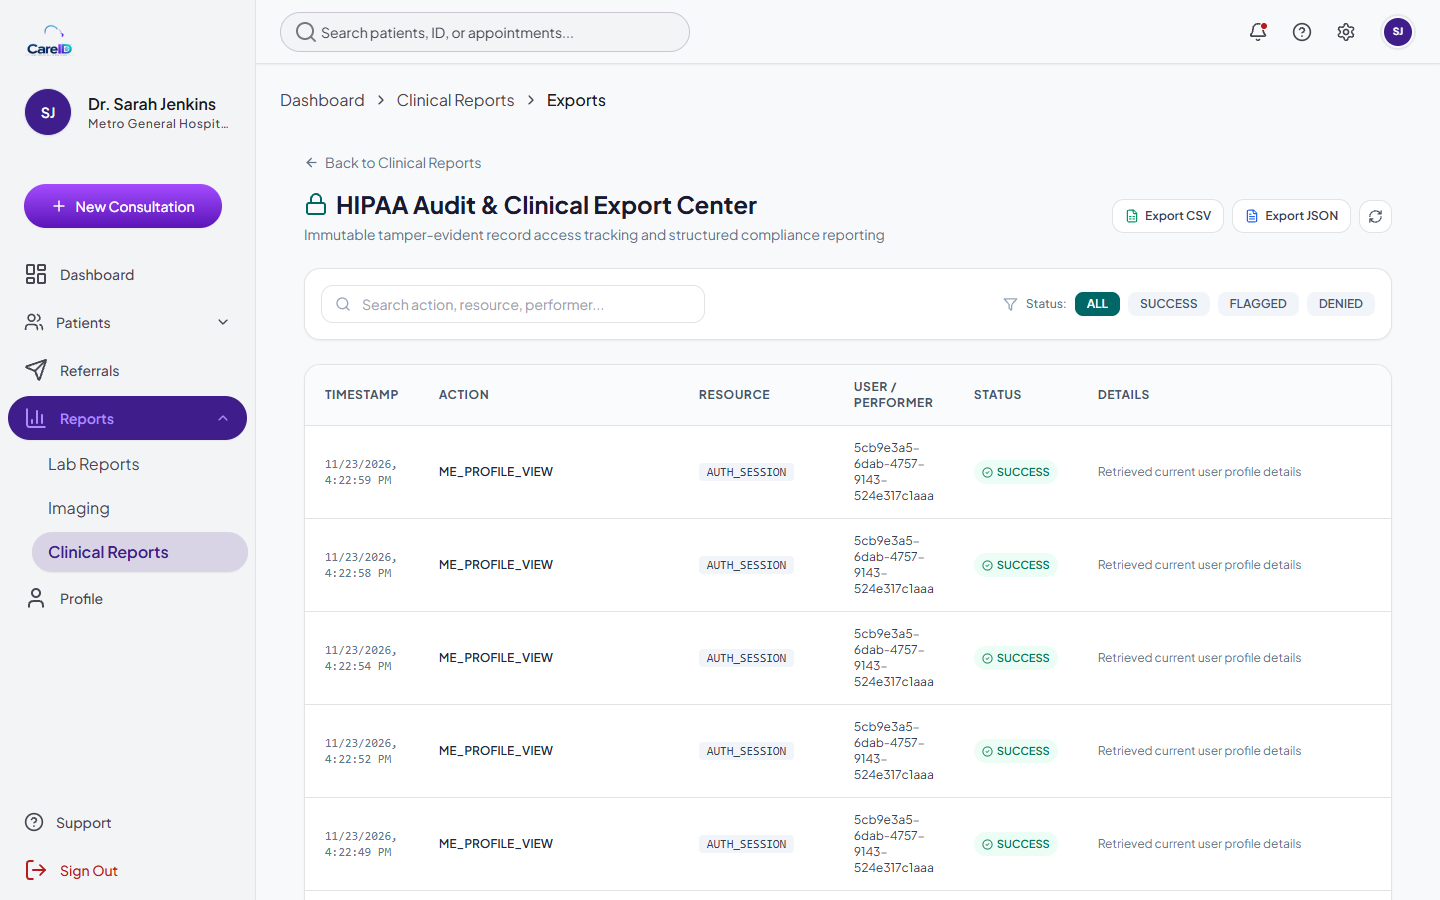 CareID
Search patients, ID, or appointments...
SJ
SJ
Dr. Sarah Jenkins
Metro General Hospit...
New Consultation
Dashboard
Patients
Referrals
Reports
Lab Reports
Imaging
Clinical Reports
Profile
Support
Sign Out
Dashboard > Clinical Reports > Exports
Back to Clinical Reports
HIPAA Audit & Clinical Export Center
Immutable tamper-evident record access tracking and structured compliance reporting
Export CSV
Export JSON
Search action, resource, performer...
Status: ALL SUCCESS FLAGGED DENIED
TIMESTAMP ACTION RESOURCE USER / PERFORMER STATUS DETAILS
11/23/2026, 4:22:59 PM ME_PROFILE_VIEW AUTH_SESSION 5cb9e3a5-6dab-4757-9143-524e317c1aaa SUCCESS Retrieved current user profile details
11/23/2026, 4:22:58 PM ME_PROFILE_VIEW AUTH_SESSION 5cb9e3a5-6dab-4757-9143-524e317c1aaa SUCCESS Retrieved current user profile details
11/23/2026, 4:22:54 PM ME_PROFILE_VIEW AUTH_SESSION 5cb9e3a5-6dab-4757-9143-524e317c1aaa SUCCESS Retrieved current user profile details
11/23/2026, 4:22:52 PM ME_PROFILE_VIEW AUTH_SESSION 5cb9e3a5-6dab-4757-9143-524e317c1aaa SUCCESS Retrieved current user profile details
11/23/2026, 4:22:49 PM ME_PROFILE_VIEW AUTH_SESSION 5cb9e3a5-6dab-4757-9143-524e317c1aaa SUCCESS Retrieved current user profile details